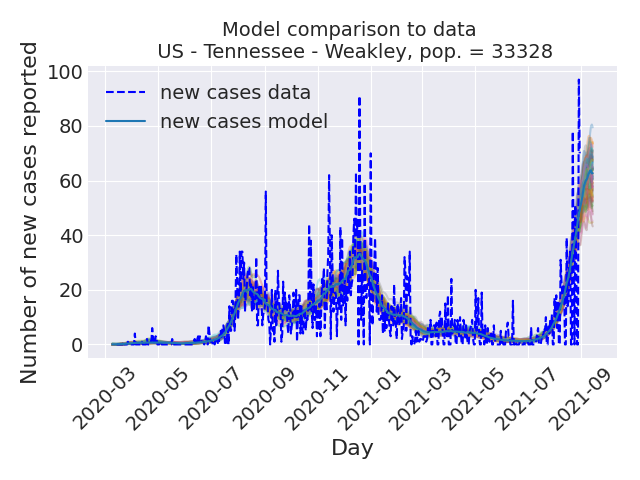 Model comparison to data
US - Tennessee - Weakley, pop. = 33328
Number of new cases reported
100
80
60
40
20
0
new cases data
new cases model
2020-03
2020-05
2020-07
2020-09
2020-11
2021-01
2021-03
2021-05
2021-07
2021-09
Day